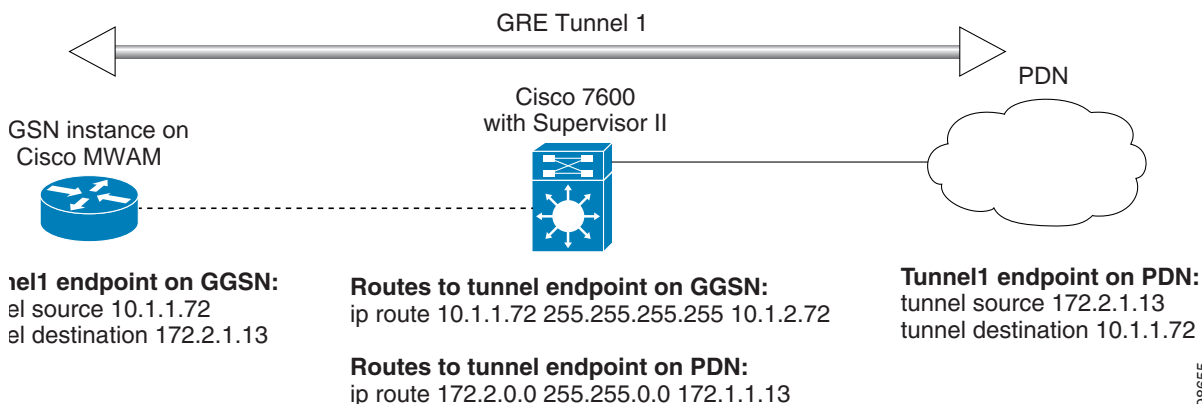 GRE Tunnel 1
PDN
Cisco 7600
with Supervisor II
GSN instance on
Cisco MWAM
nel1 endpoint on GGSN:
el source 10.1.1.72
el destination 172.2.1.13
Routes to tunnel endpoint on GGSN:
ip route 10.1.1.72 255.255.255.255 10.1.2.72
Routes to tunnel endpoint on PDN:
ip route 172.2.0.0 255.255.0.0 172.1.1.13
Tunnel1 endpoint on PDN:
tunnel source 172.2.1.13
tunnel destination 10.1.1.72